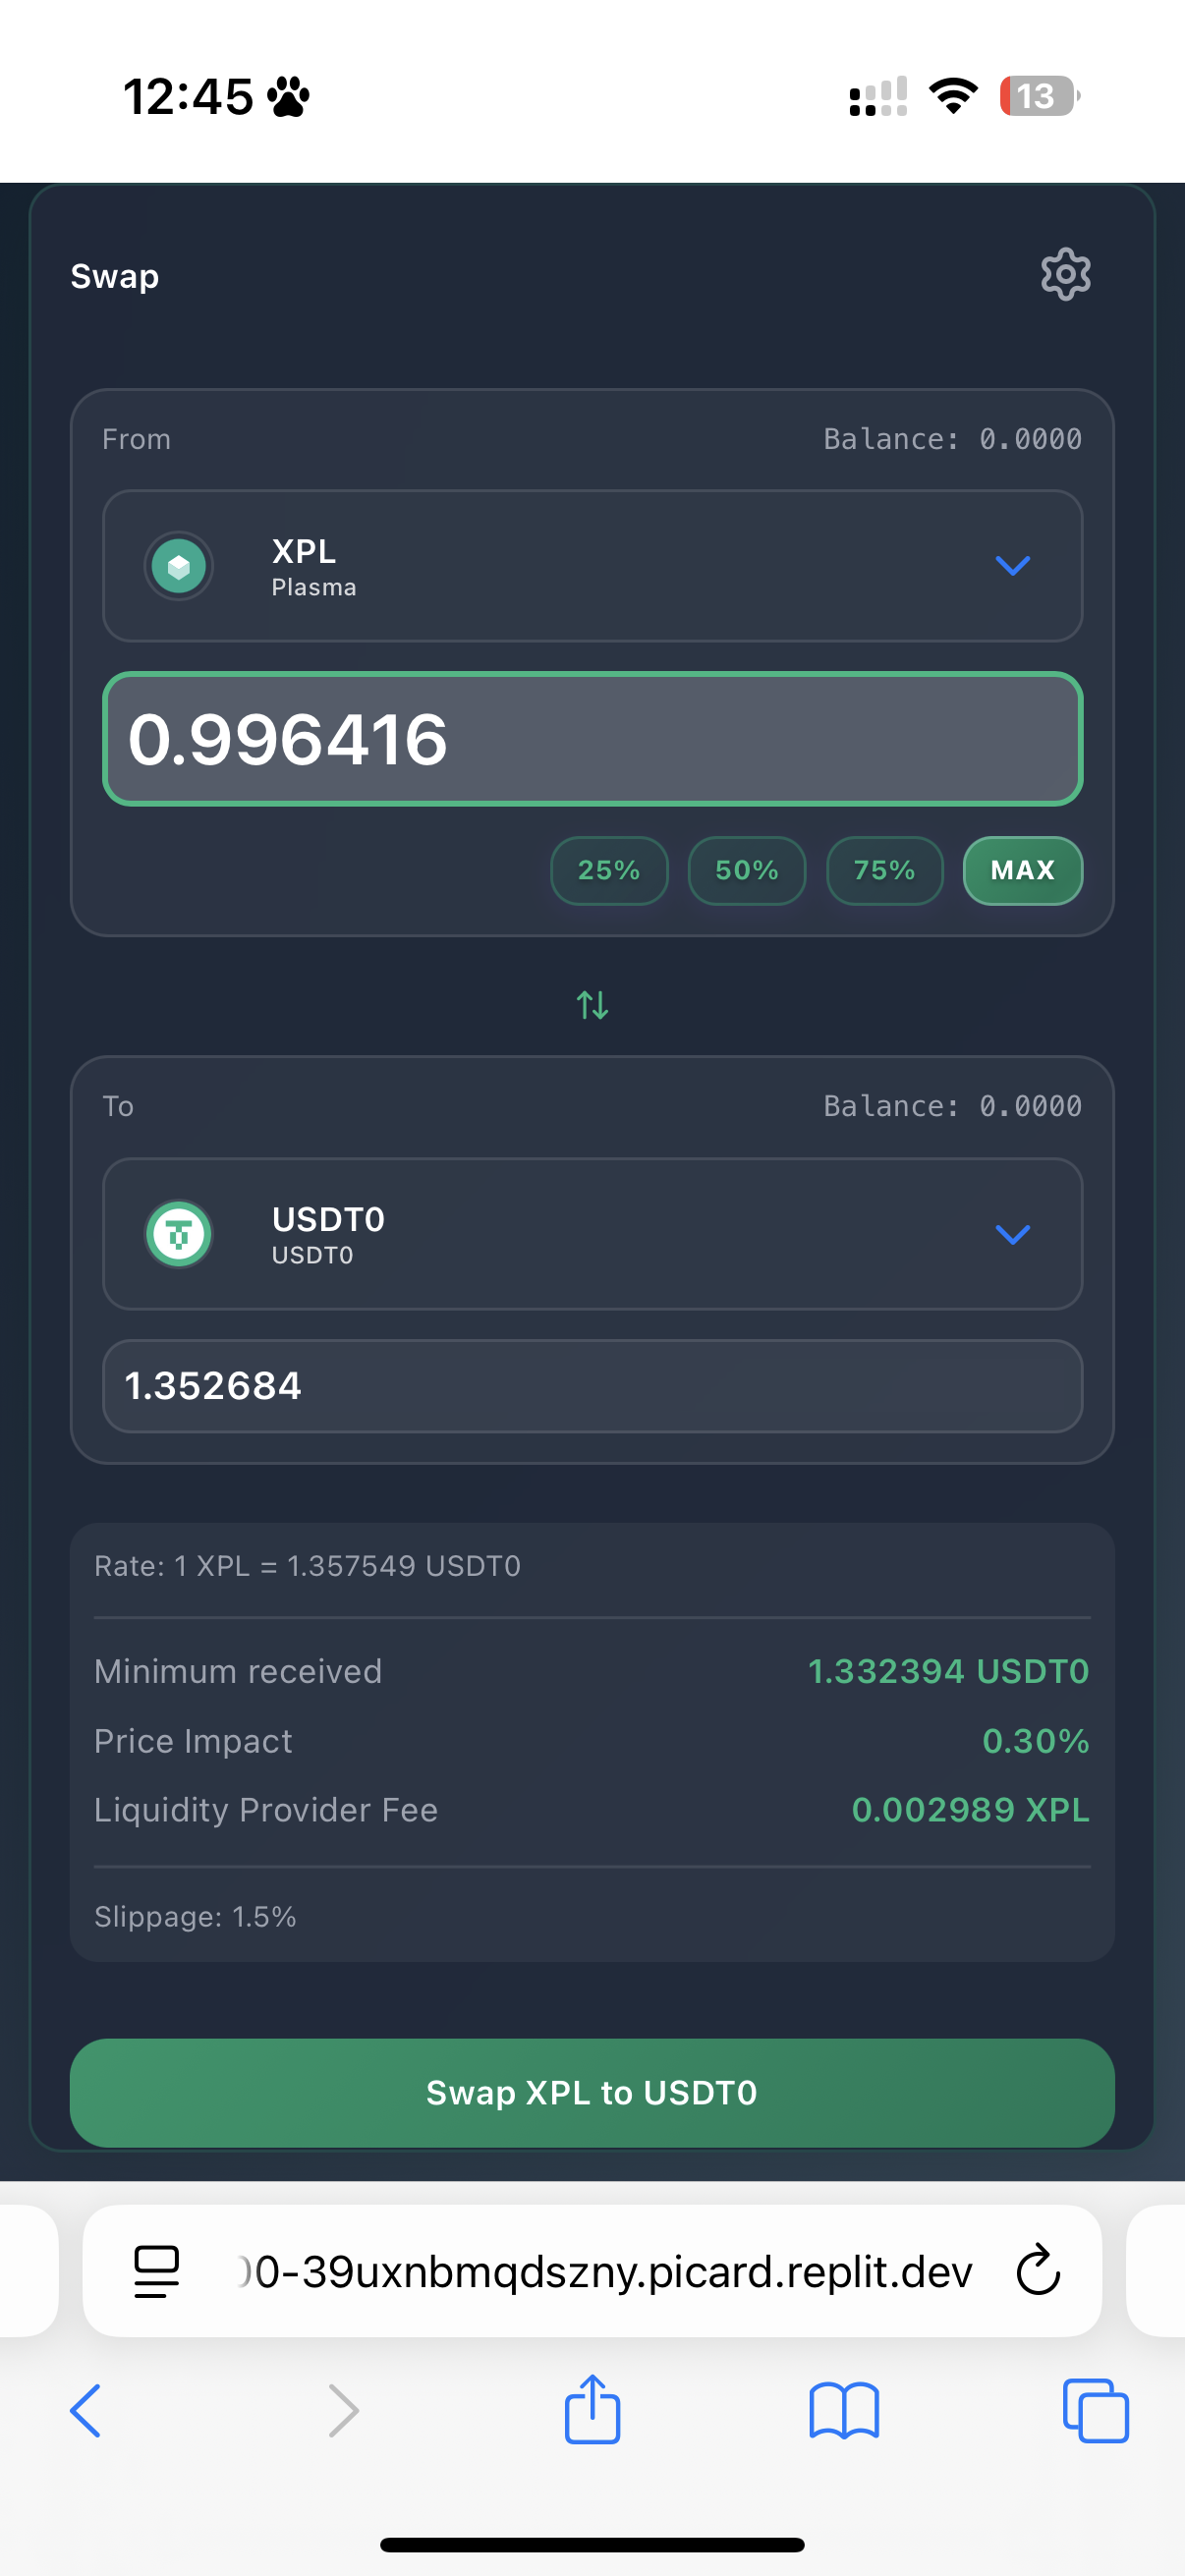 12:45
13
Swap
From
Balance: 0.0000
XPL
Plasma
0.996416
25% 50% 75% MAX
To
Balance: 0.0000
USDT0
USDT0
1.352684
Rate: 1 XPL = 1.357549 USDT0
Minimum received 1.332394 USDT0
Price Impact 0.30%
Liquidity Provider Fee 0.002989 XPL
Slippage: 1.5%
Swap XPL to USDT0
0-39uxnbmqdszny.picard.replit.dev